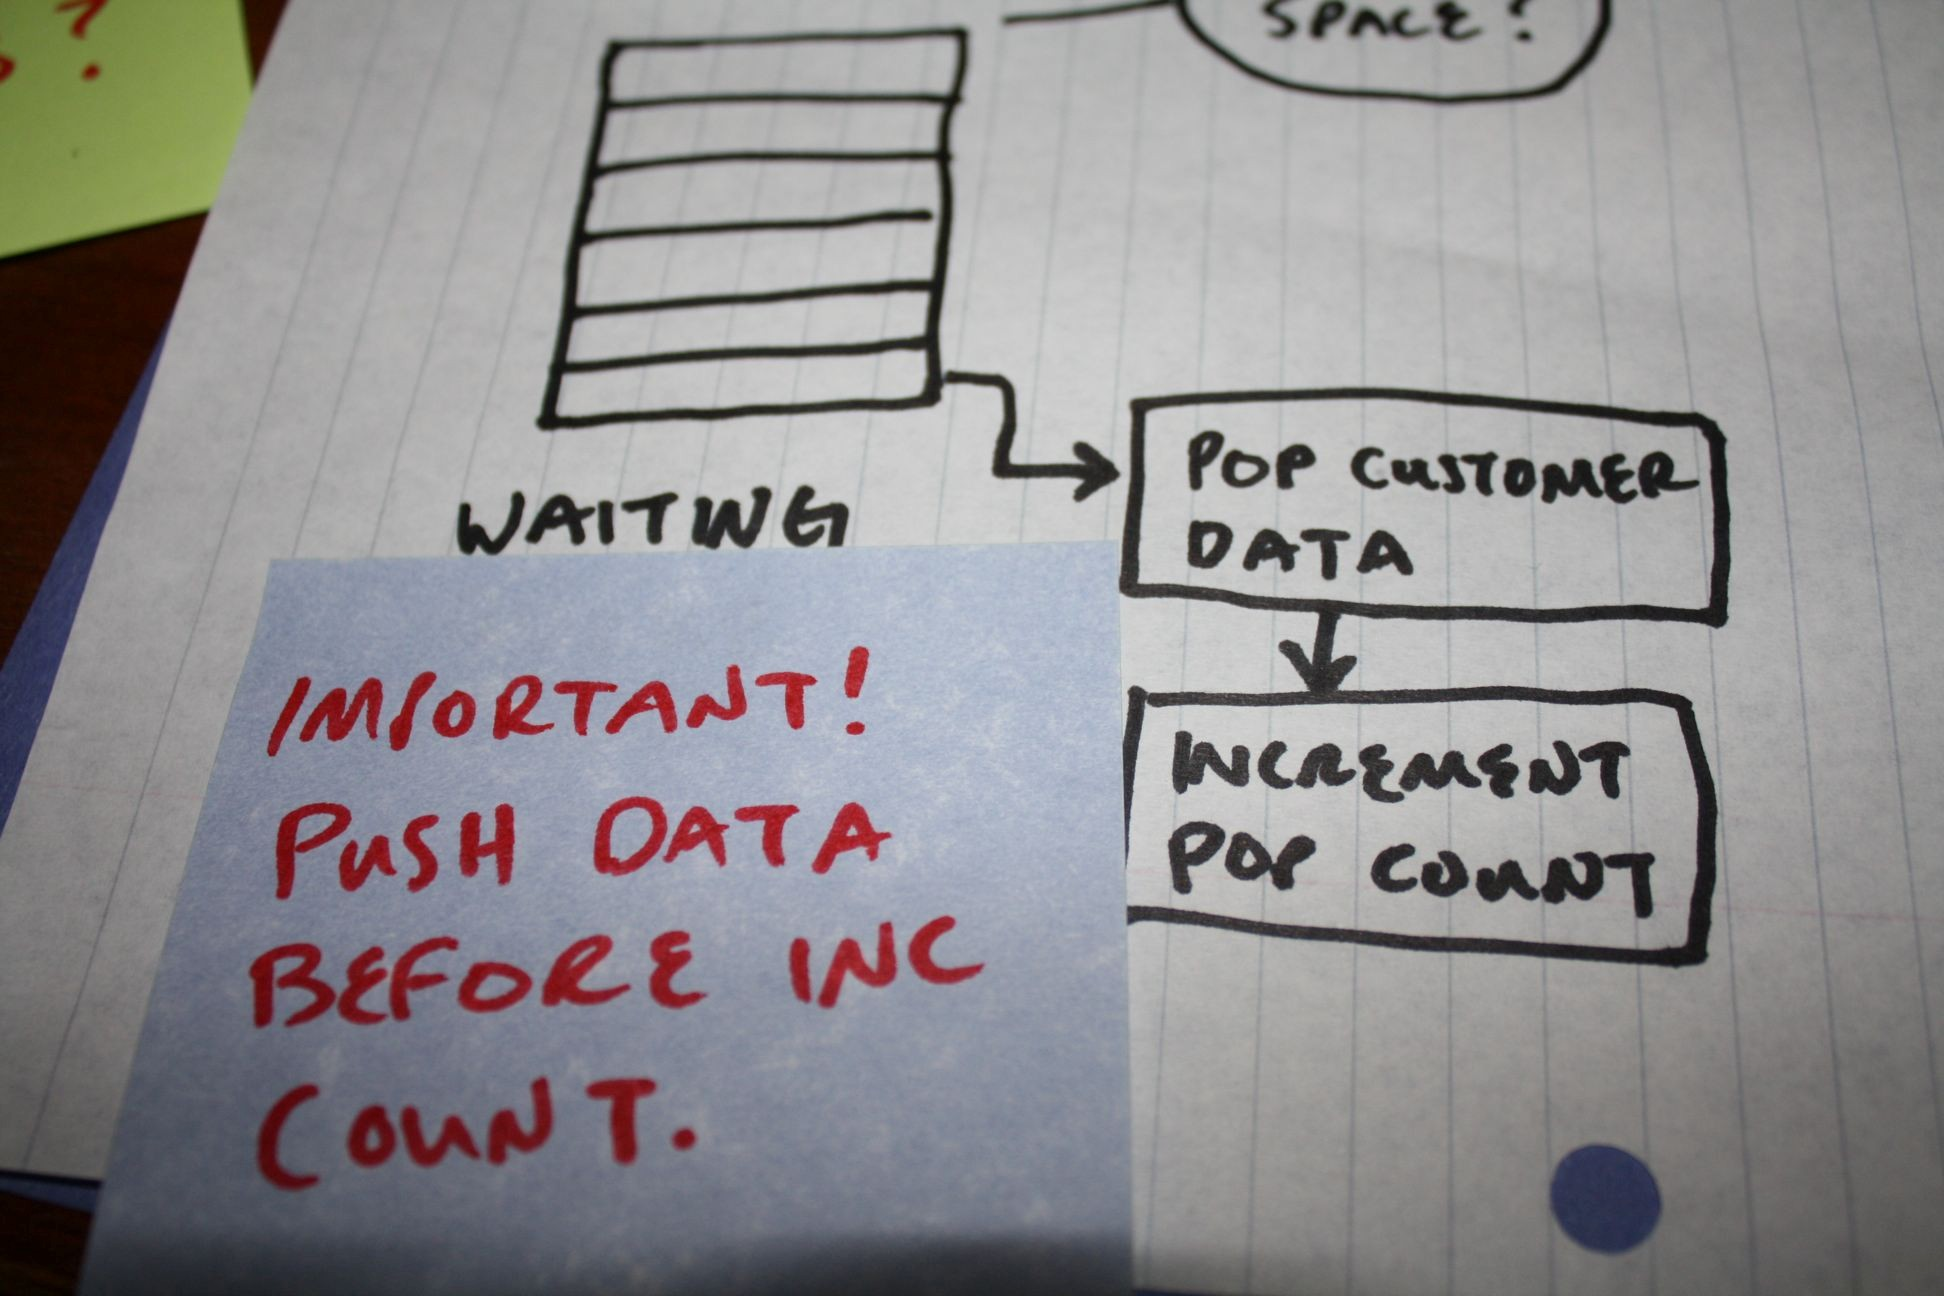 ?
SPACE?
POP CUSTOMER
DATA
WAITING
INCREMENT
POP COUNT
IMPORTANT!
PUSH DATA
BEFORE INC
COUNT.